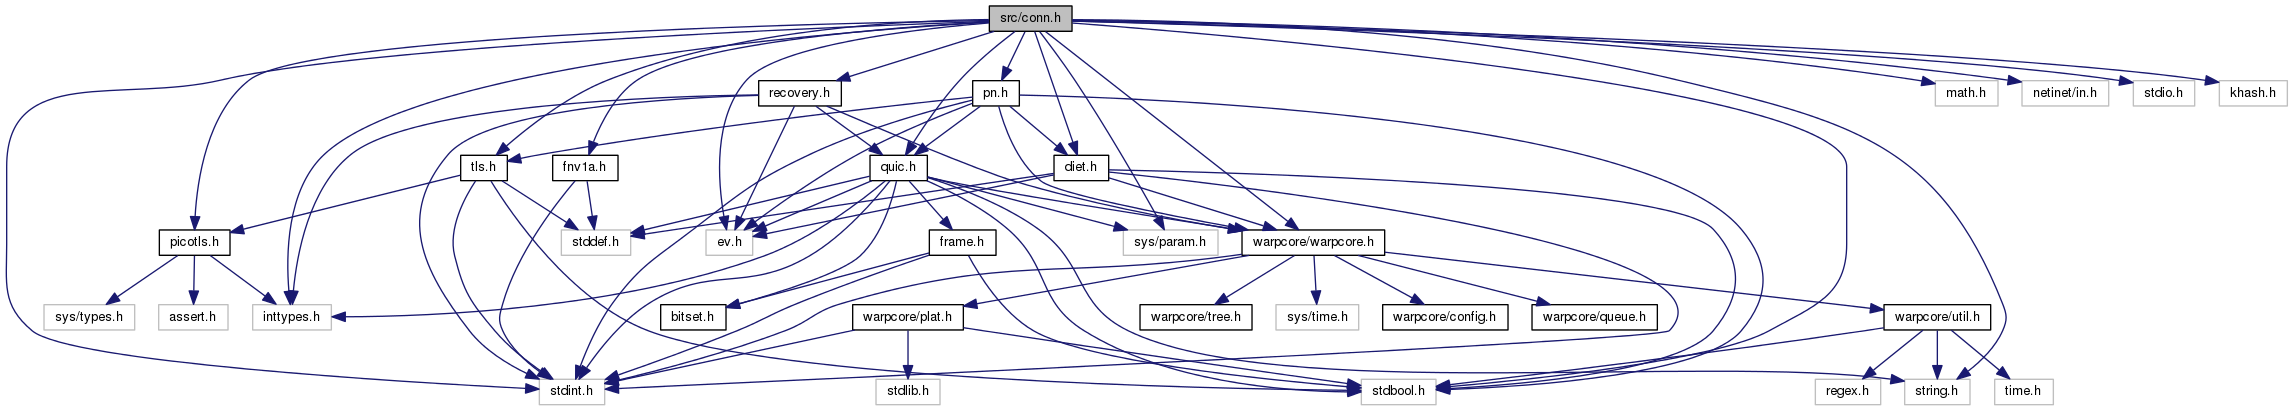 src/conn.h
recovery.h
pn.h
math.h
netinet/in.h
stdio.h
khash.h
tls.h
fnv1a.h
quic.h
diet.h
picotls.h
stddef.h
ev.h
frame.h
sys/param.h
warpcore/warpcore.h
sys/types.h
assert.h
inttypes.h
bitset.h
warpcore/plat.h
warpcore/tree.h
sys/time.h
warpcore/config.h
warpcore/queue.h
warpcore/util.h
stdint.h
stdlib.h
stdbool.h
regex.h
string.h
time.h